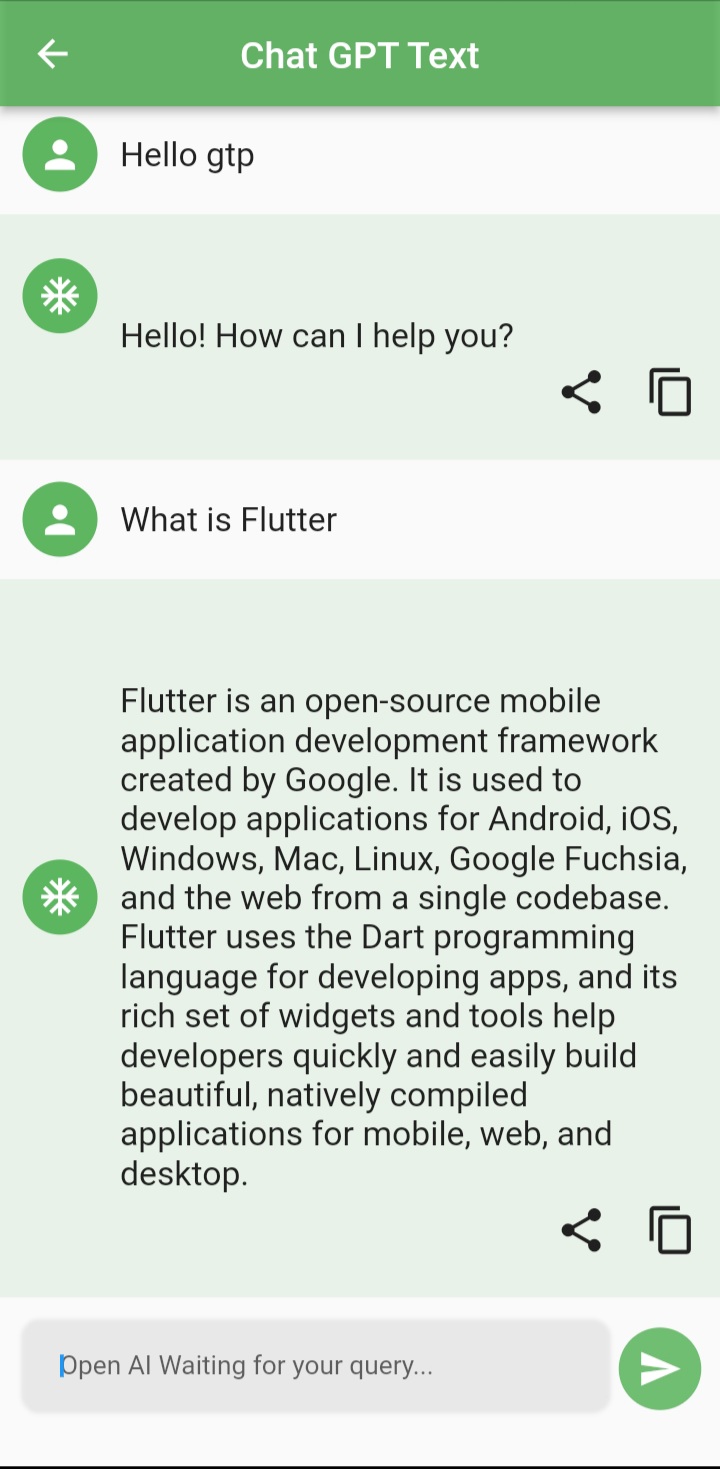 Chat GPT Text
Hello gtp
Hello! How can I help you?
What is Flutter
Flutter is an open-source mobile
application development framework
created by Google. It is used to
develop applications for Android, iOS,
Windows, Mac, Linux, Google Fuchsia,
and the web from a single codebase.
Flutter uses the Dart programming
language for developing apps, and its
rich set of widgets and tools help
developers quickly and easily build
beautiful, natively compiled
applications for mobile, web, and
desktop.
Open AI Waiting for your query...